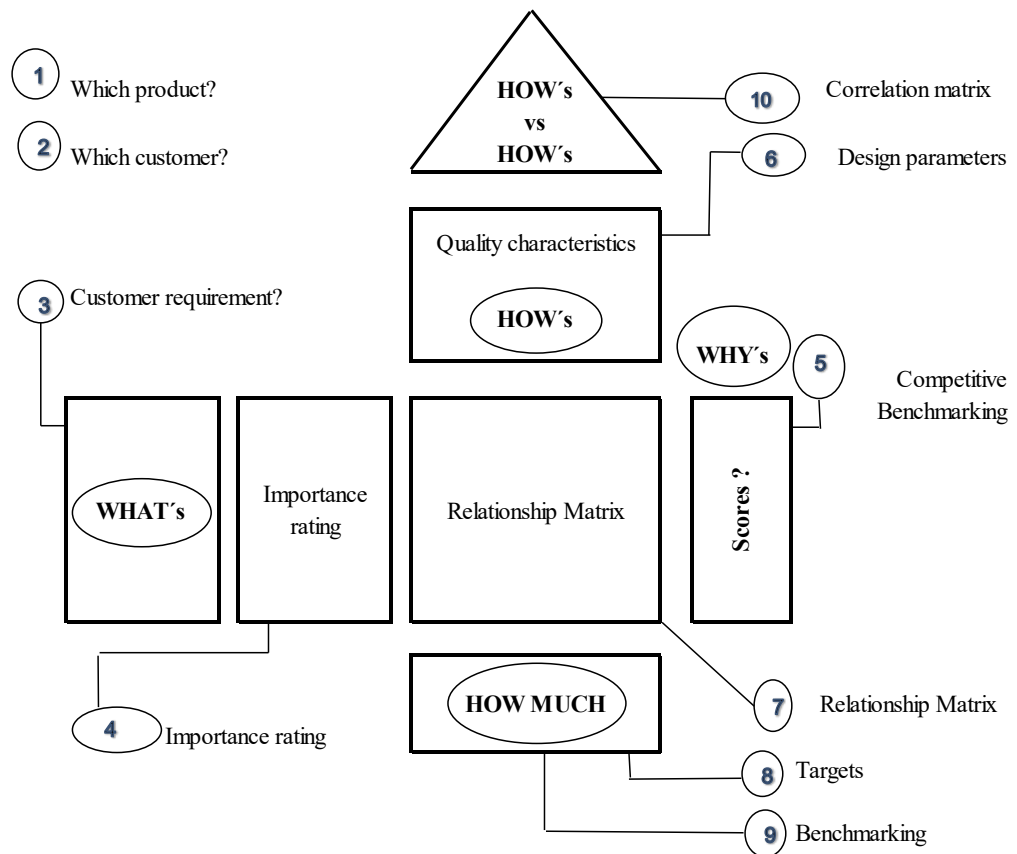 HOW´s
vs
HOW´s
10
Correlation matrix
1
Which product?
2
Which customer?
6
Design parameters
Quality characteristics
HOW´s
3
Customer requirement?
WHY´s
5
Competitive
Benchmarking
WHAT´s
Importance
rating
Relationship Matrix
Scores ?
HOW MUCH
4
Importance rating
7
Relationship Matrix
8
Targets
9
Benchmarking